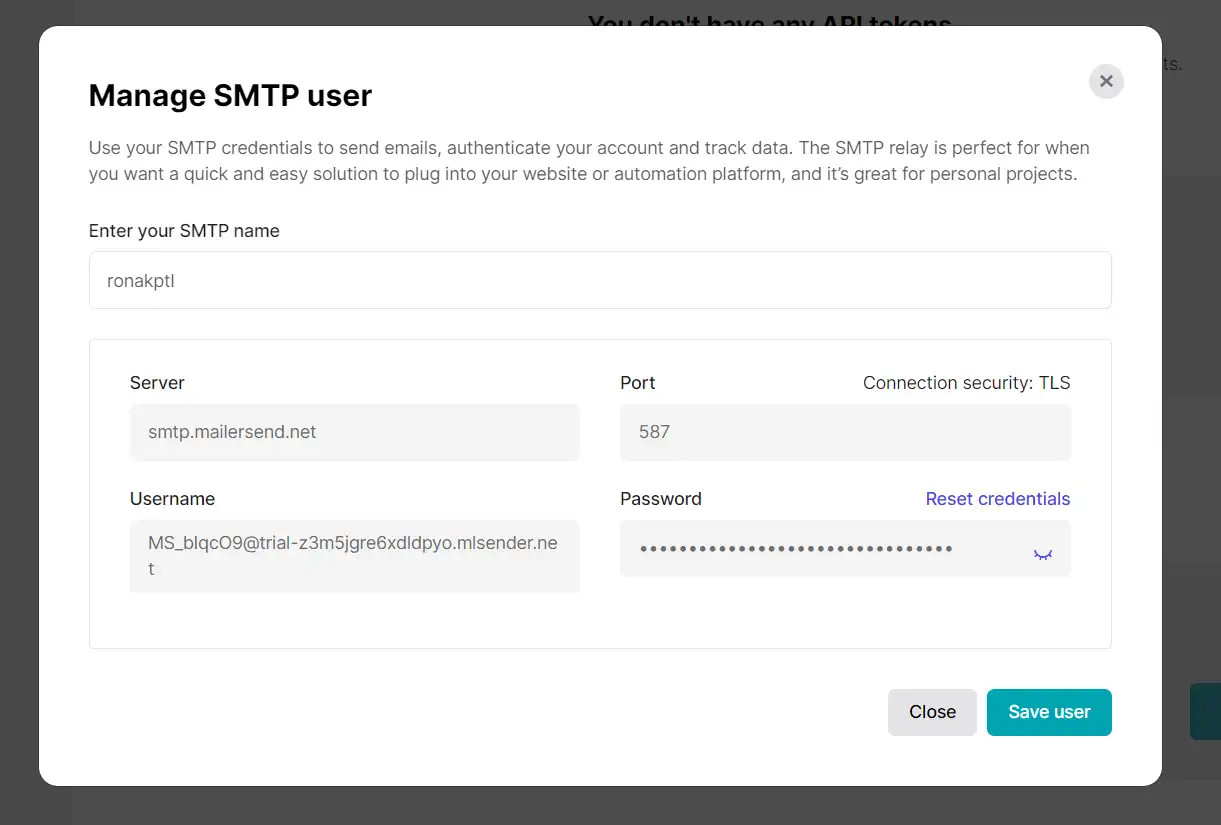 You don't have any API tokens
ts.
Manage SMTP user
Use your SMTP credentials to send emails, authenticate your account and track data. The SMTP relay is perfect for when
you want a quick and easy solution to plug into your website or automation platform, and it’s great for personal projects.
Enter your SMTP name
ronakptl
Server
Port
Connection security: TLS
smtp.mailersend.net
587
Username
Password
Reset credentials
MS_blqcO9@trial-z3m5jgre6xdldpyo.mlsender.ne
t
Close
Save user